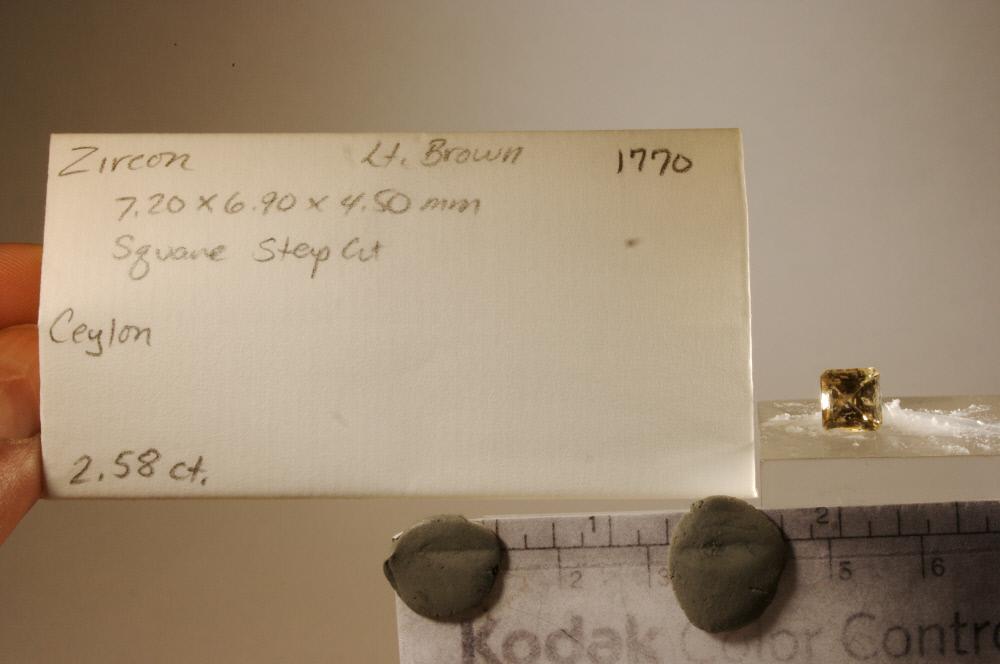 Zircon Lt. Brown 1770
7.20 x 6.90 x 4.50 mm
Square Step Cut
Ceylon
2.58 ct.
1 2
2 3 5 6
Kodak Color Contro